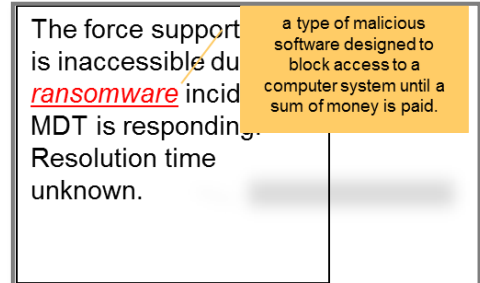 The force support
is inaccessible du
ransomware incid
MDT is responding.
Resolution time
unknown.
a type of malicious
software designed to
block access to a
computer system until a
sum of money is paid.